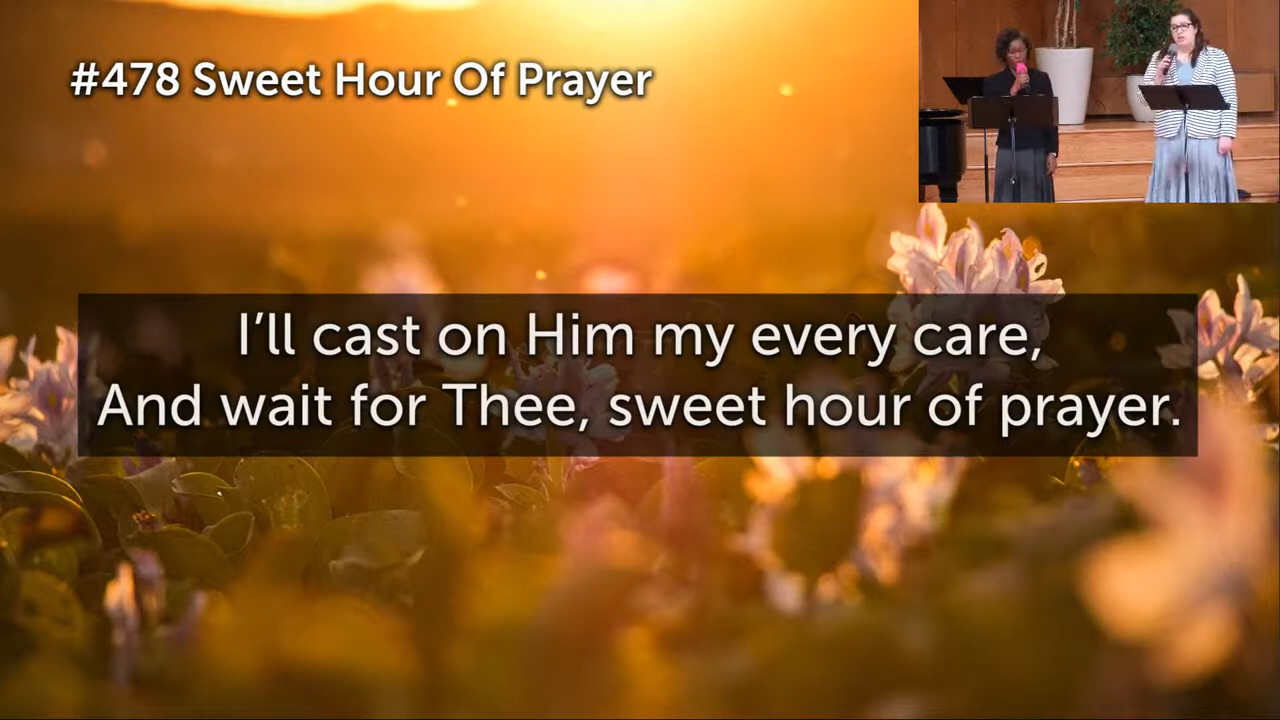 #478 Sweet Hour Of Prayer
I’ll cast on Him my every care,
And wait for Thee, sweet hour of prayer.